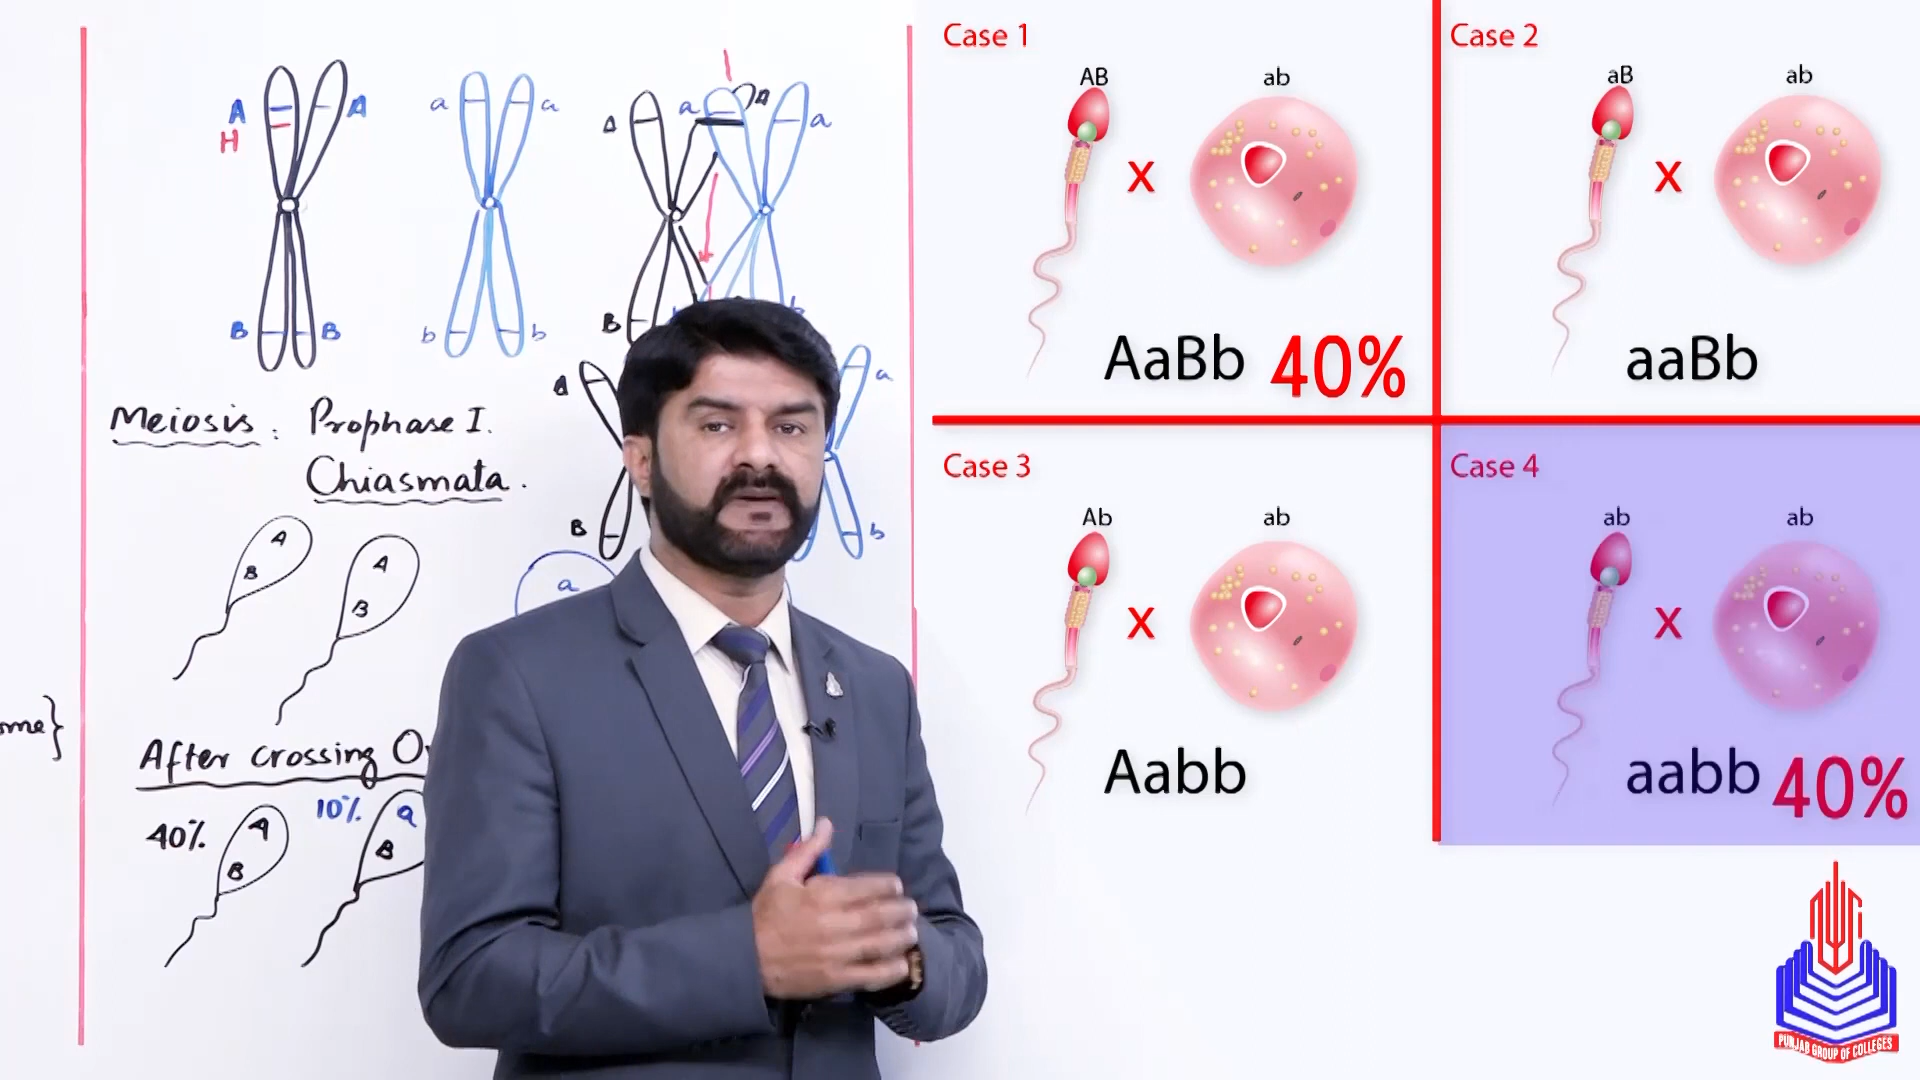 A A
H
B B
a a
b b
A a A a
B
Meiosis : Prophase I.
Chiasmata.
A
B
A
B
A
B
a
b
a
After crossing
40% A
B
10% a
B
Case 1
AB ab
x
AaBb 40%
Case 2
aB ab
x
aaBb
Case 3
Ab ab
x
Aabb
Case 4
ab ab
x
aabb 40%
PUNJAB GROUP OF COLLEGES